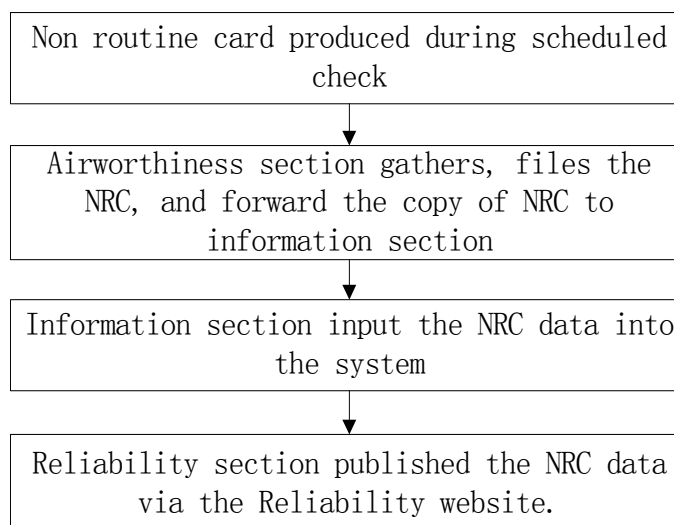 Non routine card produced during scheduled
check
Airworthiness section gathers, files the
NRC, and forward the copy of NRC to
information section
Information section input the NRC data into
the system
Reliability section published the NRC data
via the Reliability website.